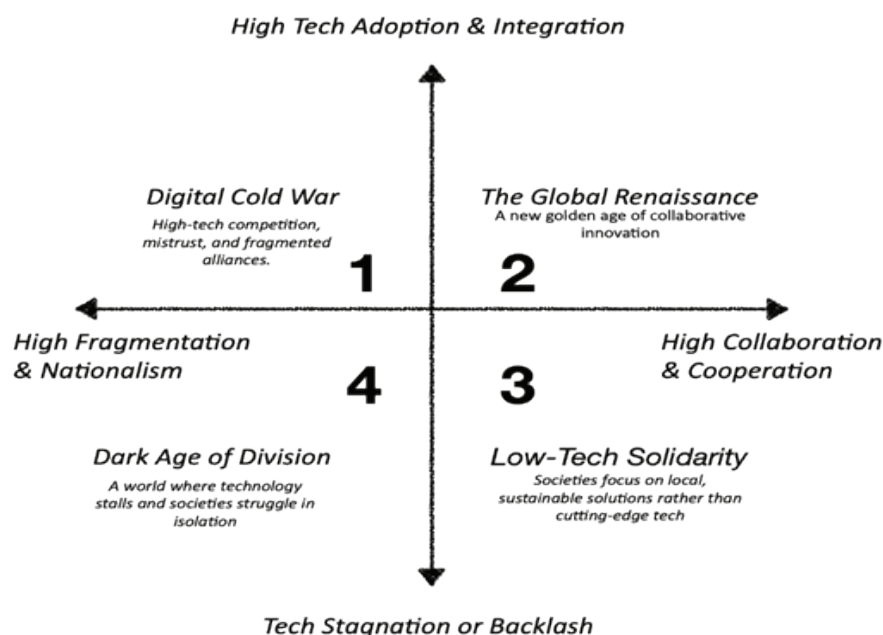 High Tech Adoption & Integration
Digital Cold War
High-tech competition,
mistrust, and fragmented
alliances.
1
The Global Renaissance
A new golden age of collaborative
innovation
2
High Fragmentation
& Nationalism
High Collaboration
& Cooperation
4
3
Dark Age of Division
A world where technology
stalls and societies struggle in
isolation
Low-Tech Solidarity
Societies focus on local,
sustainable solutions rather than
cutting-edge tech
Tech Stagnation or Backlash